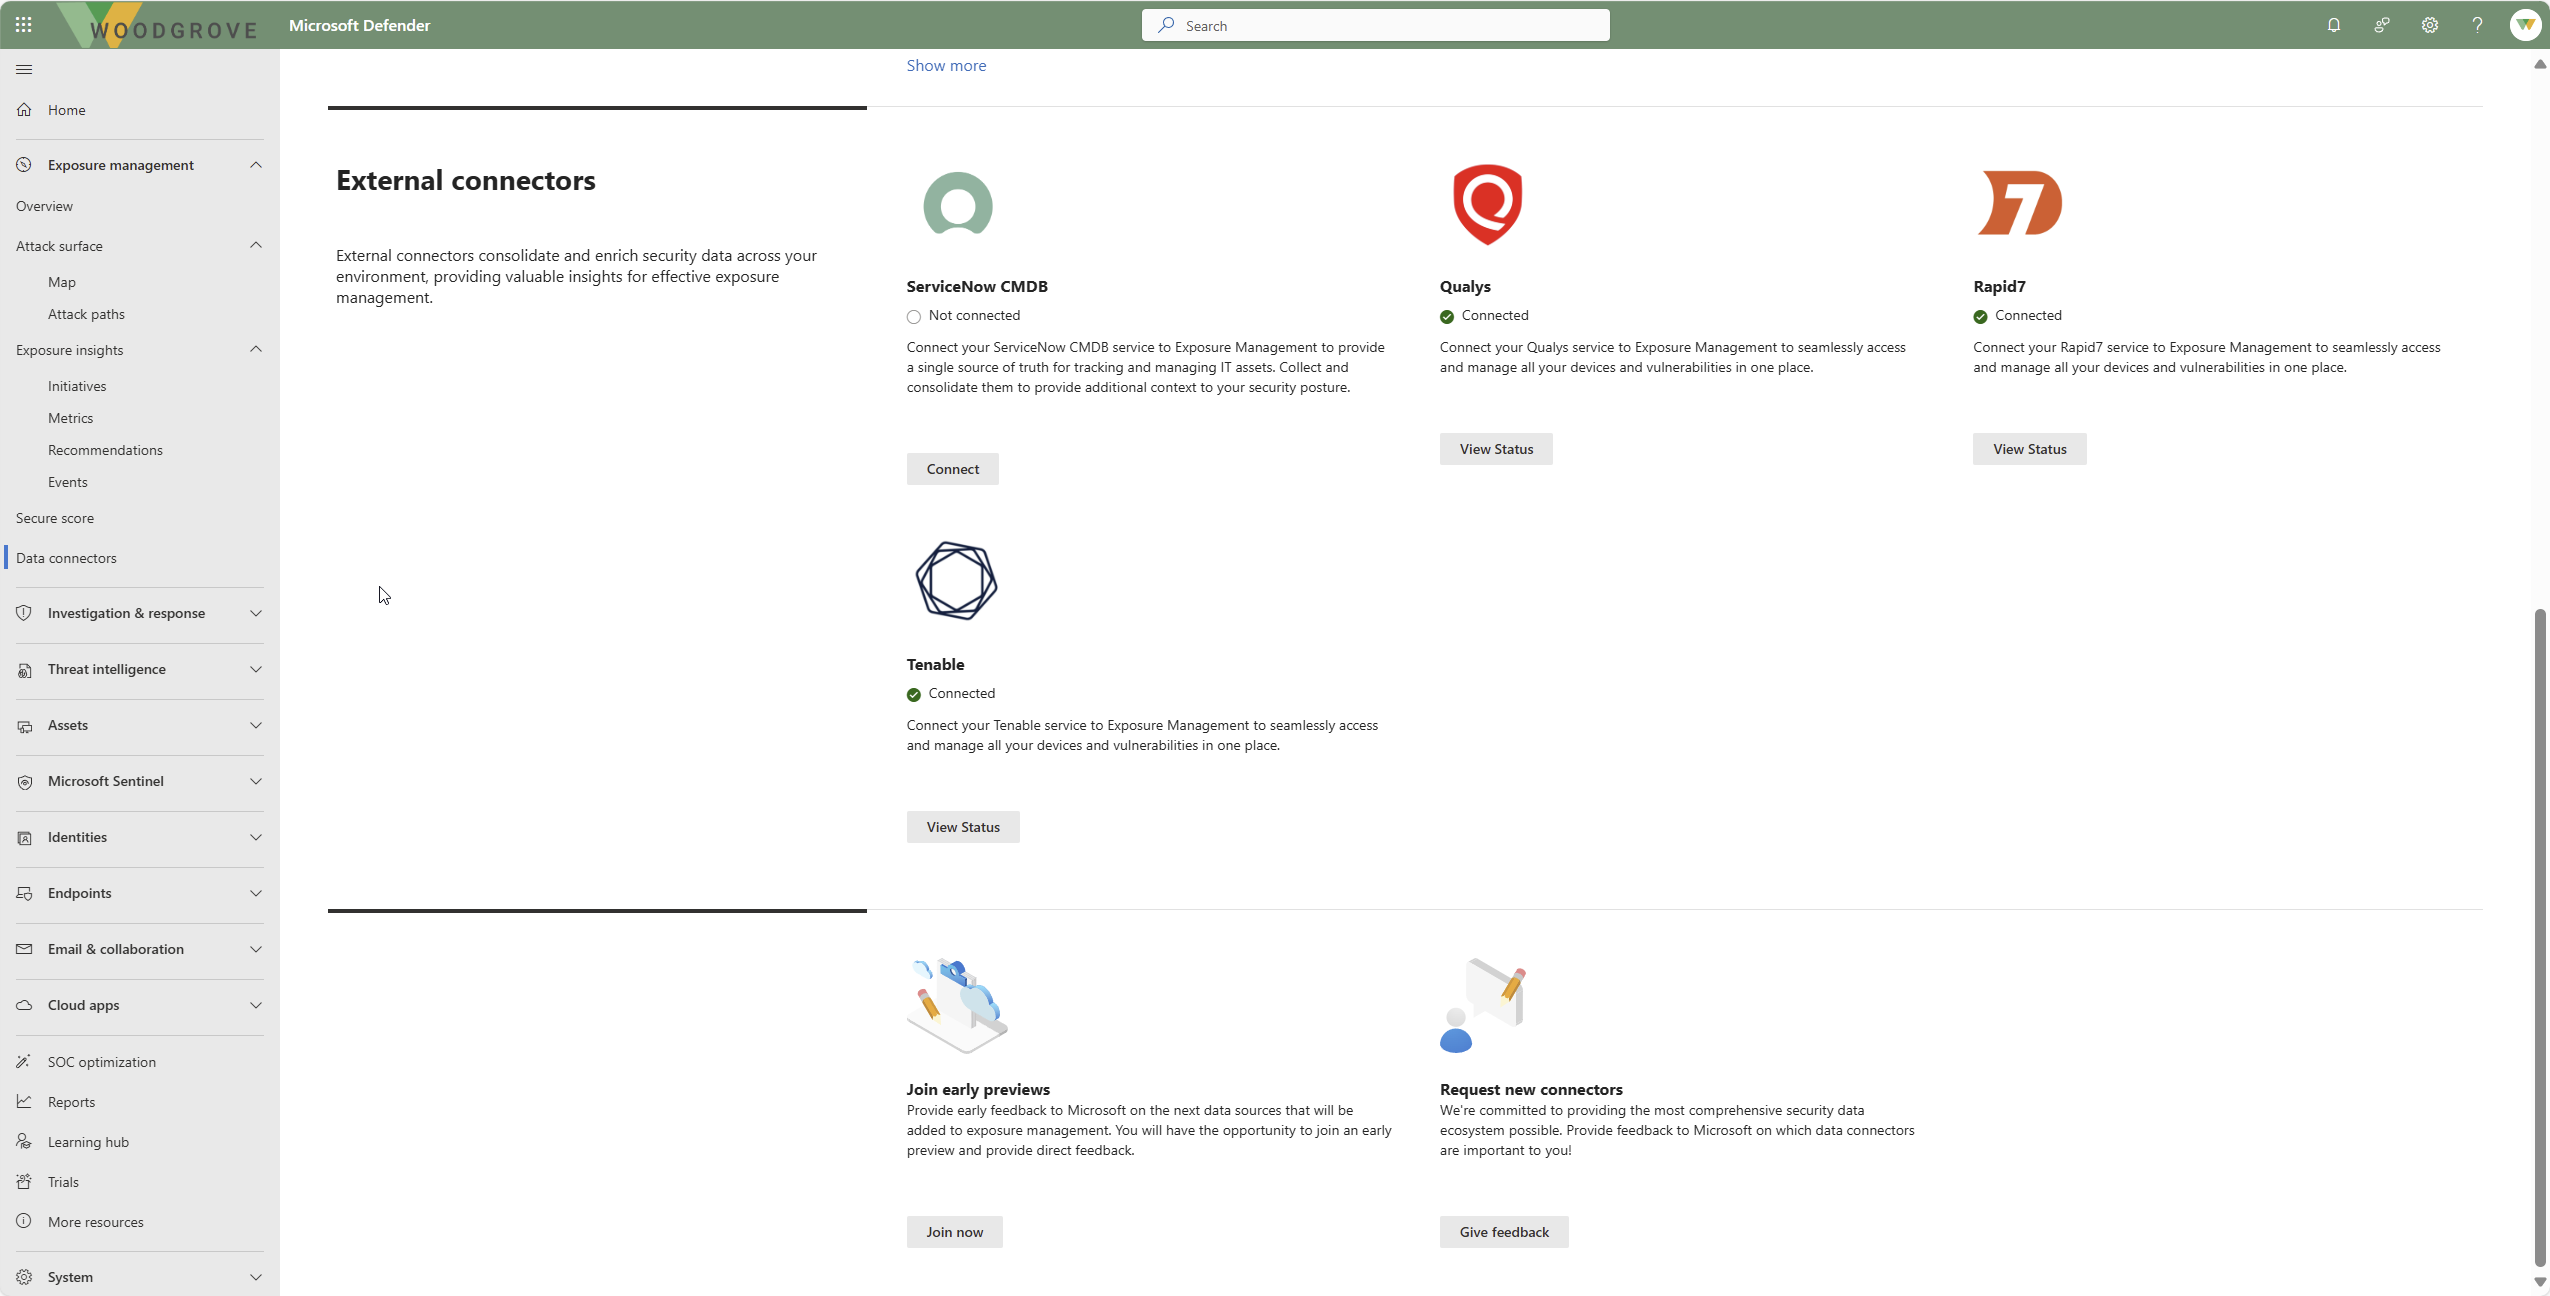 WOODGROVE
Microsoft Defender
Search
Home
Exposure management
Overview
Attack surface
Map
Attack paths
Exposure insights
Initiatives
Metrics
Recommendations
Events
Secure score
Data connectors
Investigation & response
Threat intelligence
Assets
Microsoft Sentinel
Identities
Endpoints
Email & collaboration
Cloud apps
SOC optimization
Reports
Learning hub
Trials
More resources
System
Show more
External connectors
External connectors consolidate and enrich security data across your
environment, providing valuable insights for effective exposure
management.
ServiceNow CMDB
Not connected
Connect your ServiceNow CMDB service to Exposure Management to provide
a single source of truth for tracking and managing IT assets. Collect and
consolidate them to provide additional context to your security posture.
Connect
Qualys
Connected
Connect your Qualys service to Exposure Management to seamlessly access
and manage all your devices and vulnerabilities in one place.
View Status
7
Rapid7
Connected
Connect your Rapid7 service to Exposure Management to seamlessly access
and manage all your devices and vulnerabilities in one place.
View Status
Tenable
Connected
Connect your Tenable service to Exposure Management to seamlessly access
and manage all your devices and vulnerabilities in one place.
View Status
Join early previews
Provide early feedback to Microsoft on the next data sources that will be
added to exposure management. You will have the opportunity to join an early
preview and provide direct feedback.
Join now
Request new connectors
We're committed to providing the most comprehensive security data
ecosystem possible. Provide feedback to Microsoft on which data connectors
are important to you!
Give feedback